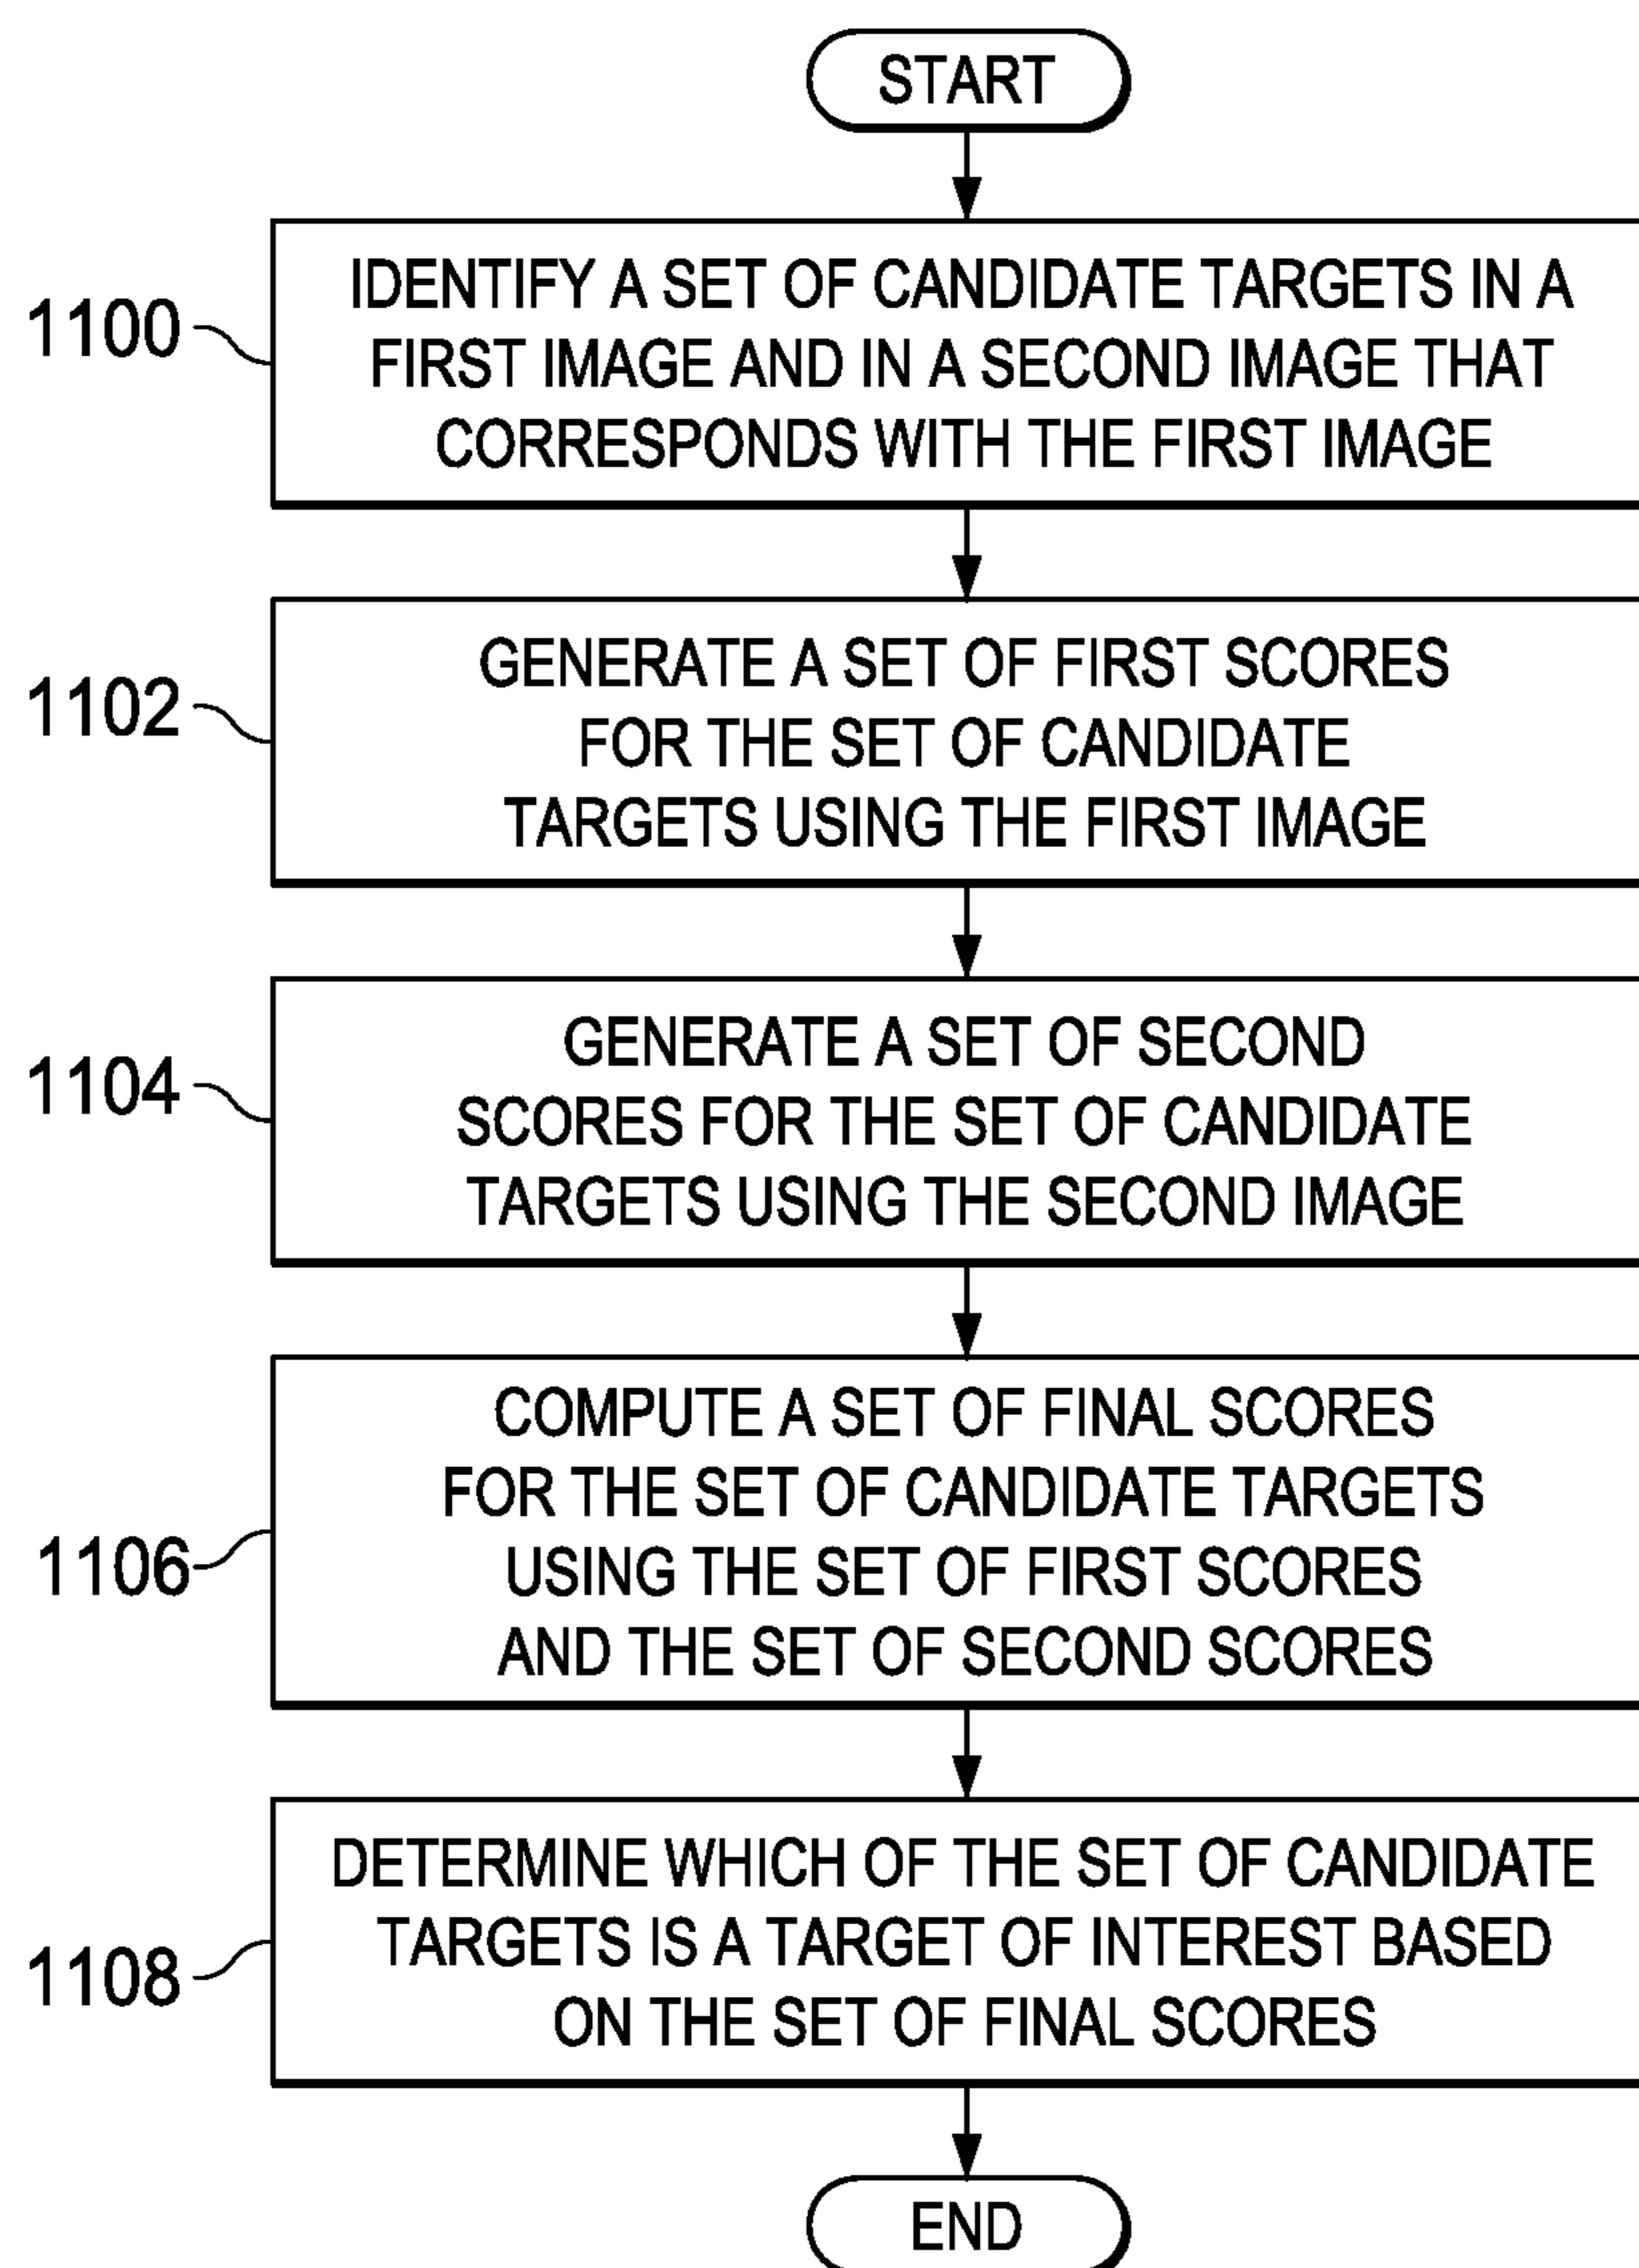 START
1100
IDENTIFY A SET OF CANDIDATE TARGETS IN A
FIRST IMAGE AND IN A SECOND IMAGE THAT
CORRESPONDS WITH THE FIRST IMAGE
1102
GENERATE A SET OF FIRST SCORES
FOR THE SET OF CANDIDATE
TARGETS USING THE FIRST IMAGE
1104
GENERATE A SET OF SECOND
SCORES FOR THE SET OF CANDIDATE
TARGETS USING THE SECOND IMAGE
1106
COMPUTE A SET OF FINAL SCORES
FOR THE SET OF CANDIDATE TARGETS
USING THE SET OF FIRST SCORES
AND THE SET OF SECOND SCORES
1108
DETERMINE WHICH OF THE SET OF CANDIDATE
TARGETS IS A TARGET OF INTEREST BASED
ON THE SET OF FINAL SCORES
END